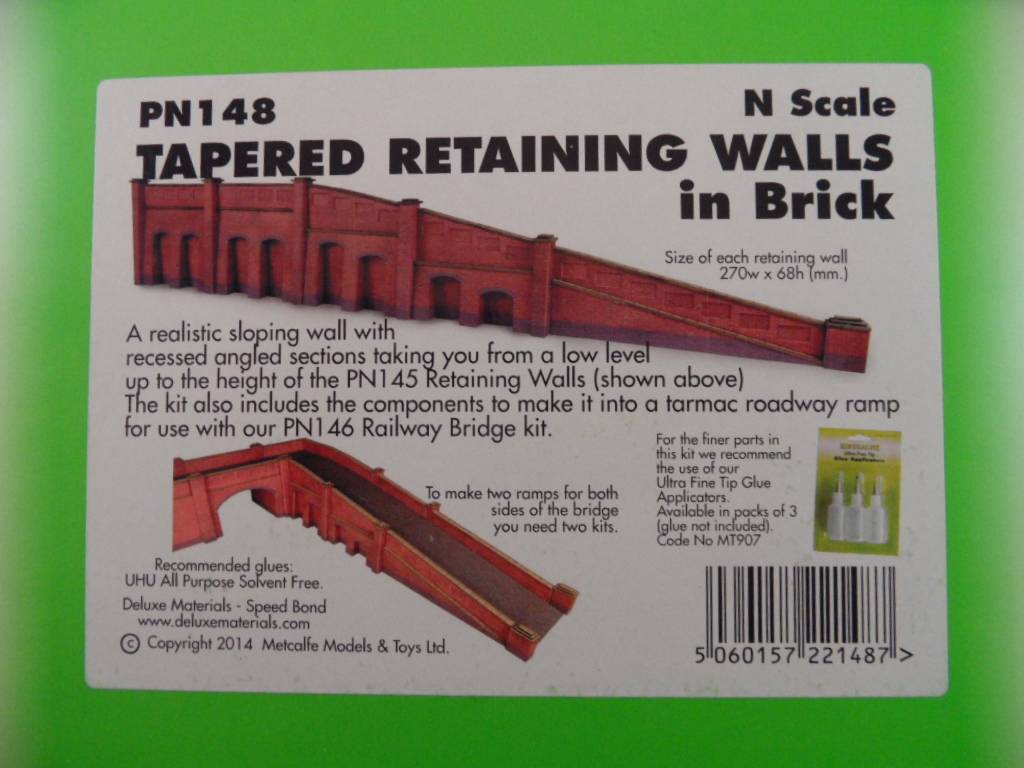 PN148
N Scale
TAPERED RETAINING WALLS
in Brick
Size of each retaining wall
270w x 68h (mm.)
A realistic sloping wall with
recessed angled sections taking you from a low level
up to the height of the PN145 Retaining Walls (shown above)
The kit also includes the components to make it into a tarmac roadway ramp
for use with our PN146 Railway Bridge kit.
To make two ramps for both
sides of the bridge
you need two kits.
For the finer parts in
this kit we recommend
the use of our
Ultra Fine Tip Glue
Applicators.
Available in packs of 3
(glue not included).
Code No MT907
Ultra Fine Tip
Glue Applicators
Recommended glues:
UHU All Purpose Solvent Free.
Deluxe Materials - Speed Bond
www.deluxematerials.com
© Copyright 2014 Metcalfe Models & Toys Ltd.
5 060157 221487 >